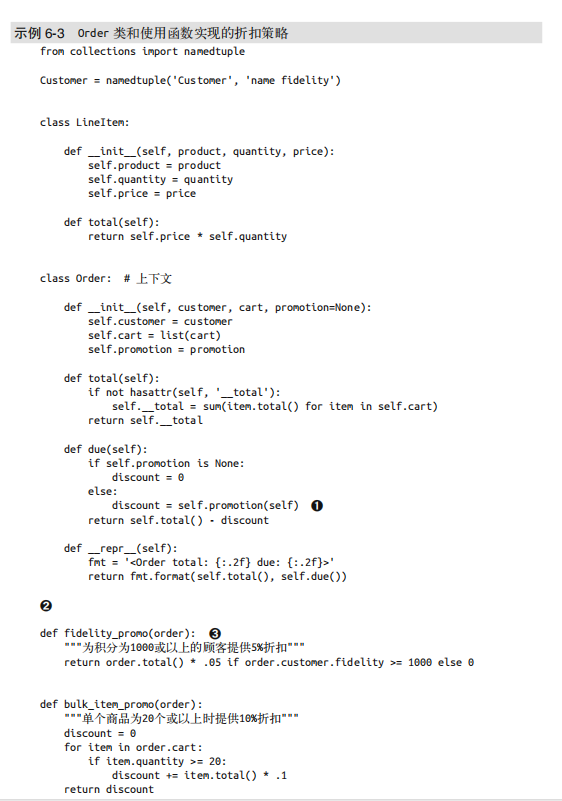 示例 6-3 Order 类和使用函数实现的折扣策略
from collections import namedtuple
Customer = namedtuple('Customer', 'name fidelity')
class LineItem:
def __init__(self, product, quantity, price):
self.product = product
self.quantity = quantity
self.price = price
def total(self):
return self.price * self.quantity
class Order: # 上下文
def __init__(self, customer, cart, promotion=None):
self.customer = customer
self.cart = list(cart)
self.promotion = promotion
def total(self):
if not hasattr(self, '__total'):
self.__total = sum(item.total() for item in self.cart)
return self.__total
def due(self):
if self.promotion is None:
discount = 0
else:
discount = self.promotion(self) ❶
return self.total() - discount
def __repr__(self):
fmt = '<Order total: {:.2f} due: {:.2f}>'
return fmt.format(self.total(), self.due())
❷
def fidelity_promo(order): ❸
"""为积分为1000或以上的顾客提供5%折扣"""
return order.total() * .05 if order.customer.fidelity >= 1000 else 0
def bulk_item_promo(order):
"""单个商品为20个或以上时提供10%折扣"""
discount = 0
for item in order.cart:
if item.quantity >= 20:
discount += item.total() * .1
return discount